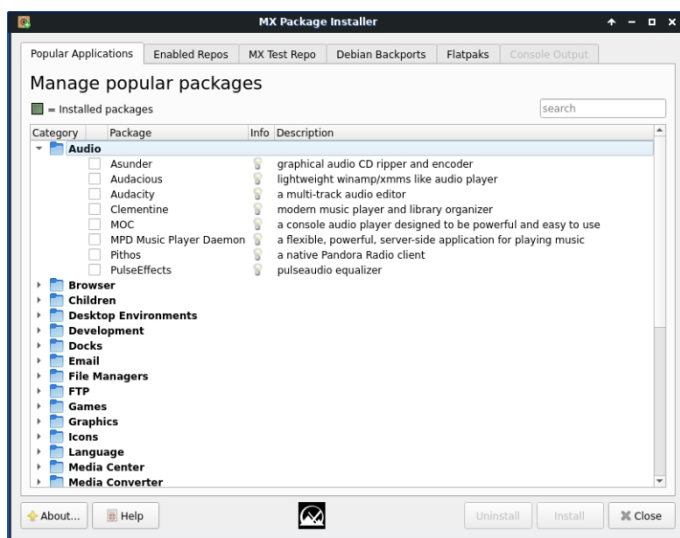 MX Package Installer
Popular Applications Enabled Repos MX Test Repo Debian Backports Flatpaks Console Output
Manage popular packages
= Installed packages search
Category Package Info Description
Audio
Asunder graphical audio CD ripper and encoder
Audacious lightweight winamp/xmms like audio player
Audacity a multi-track audio editor
Clementine modern music player and library organizer
MOC a console audio player designed to be powerful and easy to use
MPD Music Player Daemon a flexible, powerful, server-side application for playing music
Pithos a native Pandora Radio client
PulseEffects pulseaudio equalizer
Browser
Children
Desktop Environments
Development
Docks
Email
File Managers
FTP
Games
Graphics
Icons
Language
Media Center
Media Converter
About... Help Uninstall Install Close